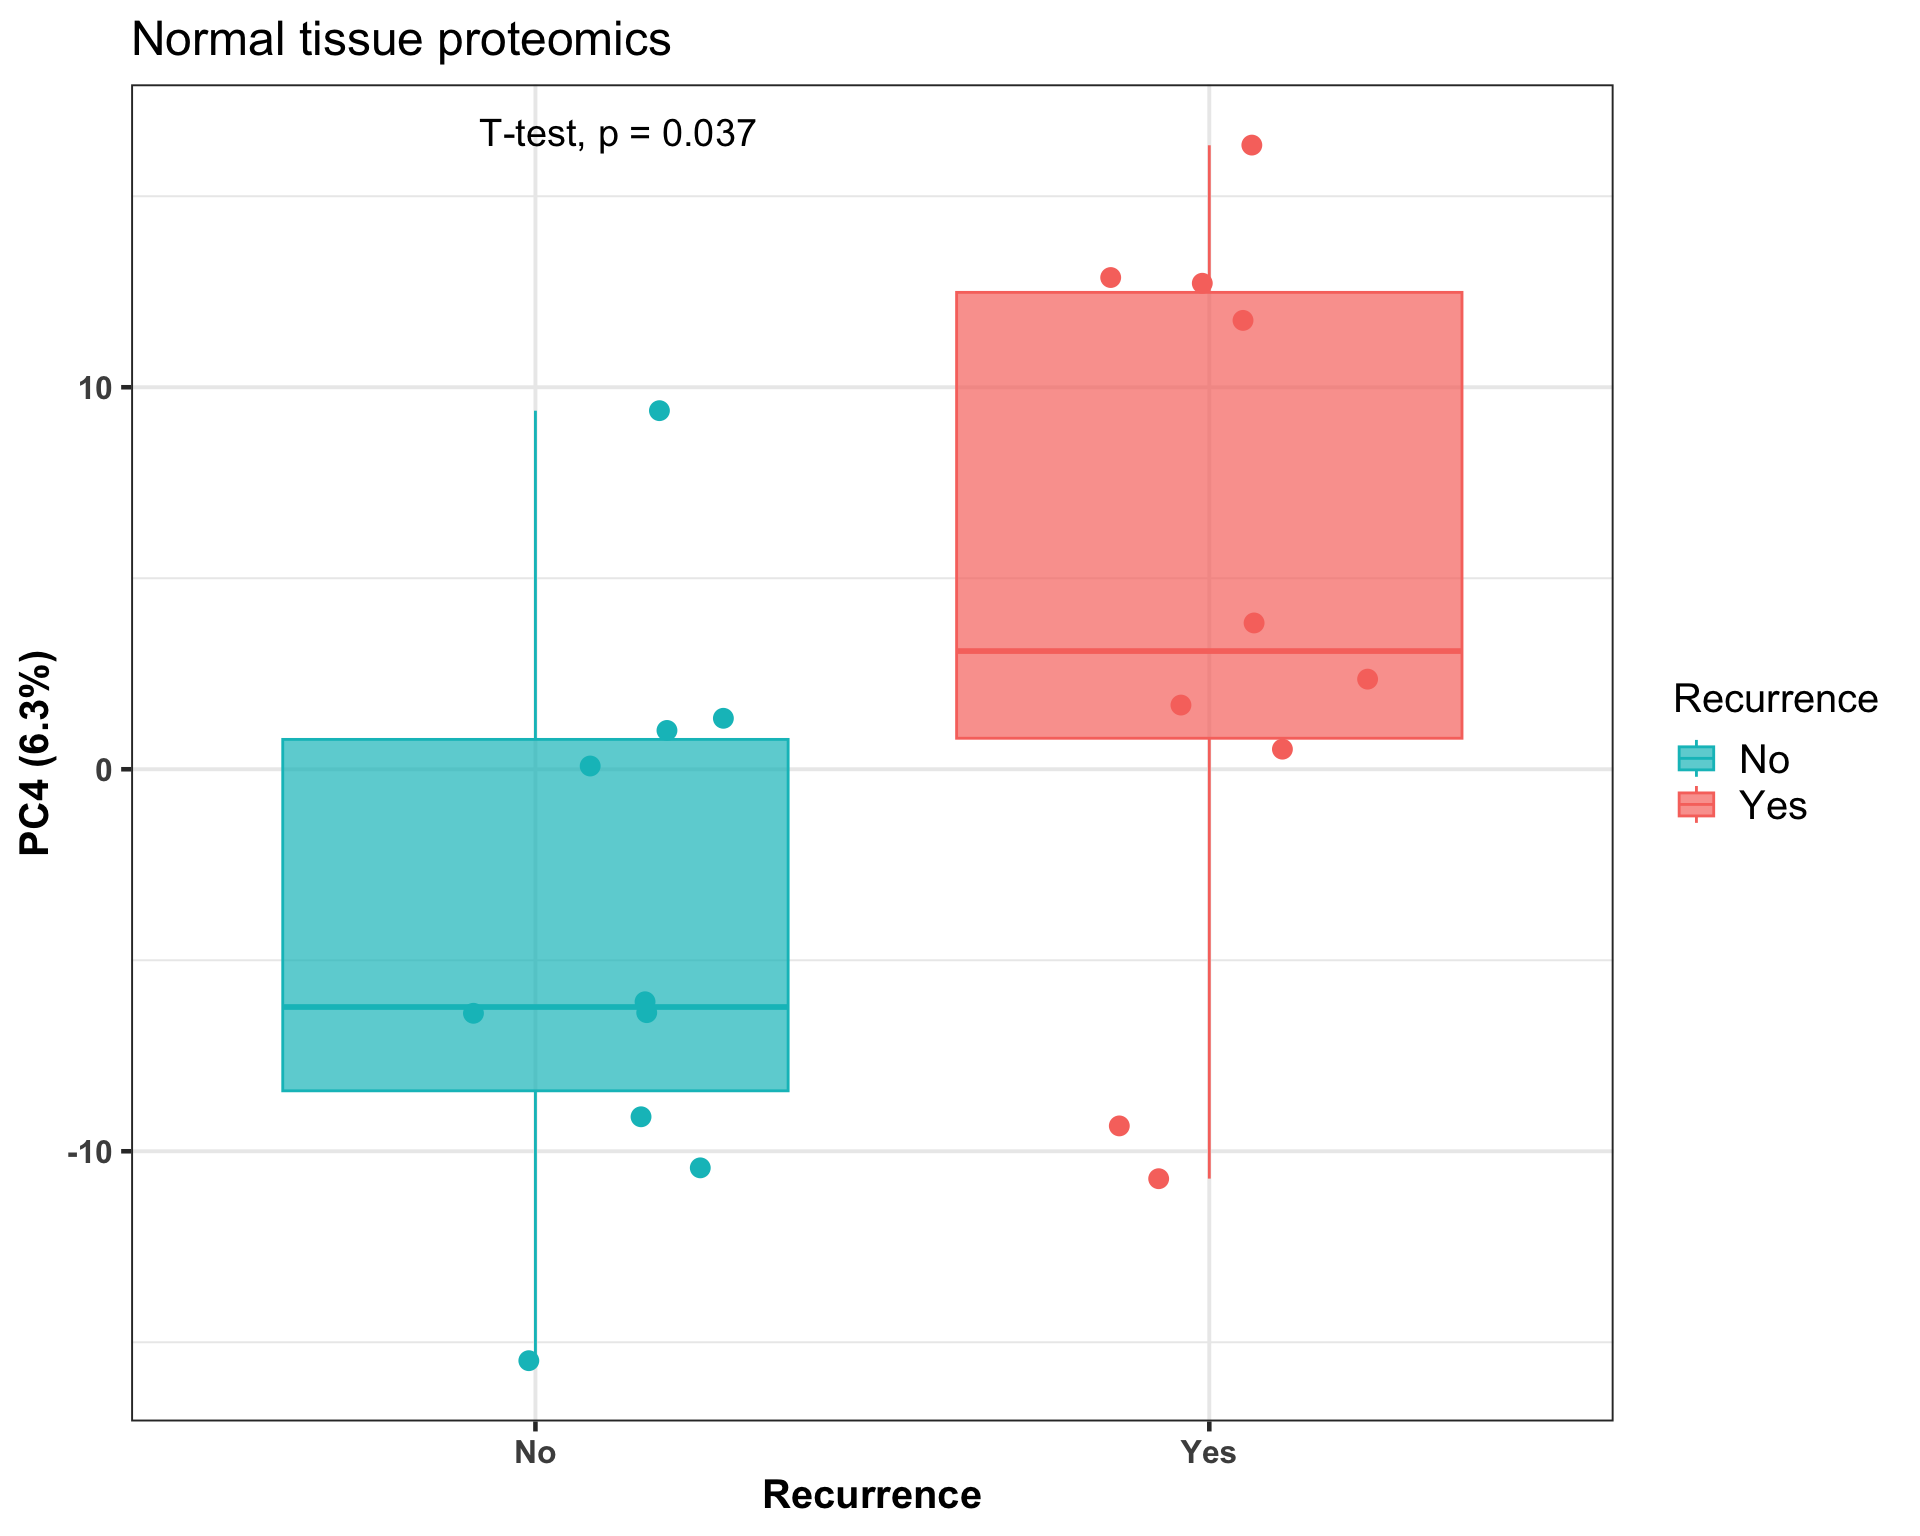 Normal tissue proteomics
T-test, p = 0.037
PC4 (6.3%)
10
0
-10
No
Yes
Recurrence
Recurrence
No
Yes